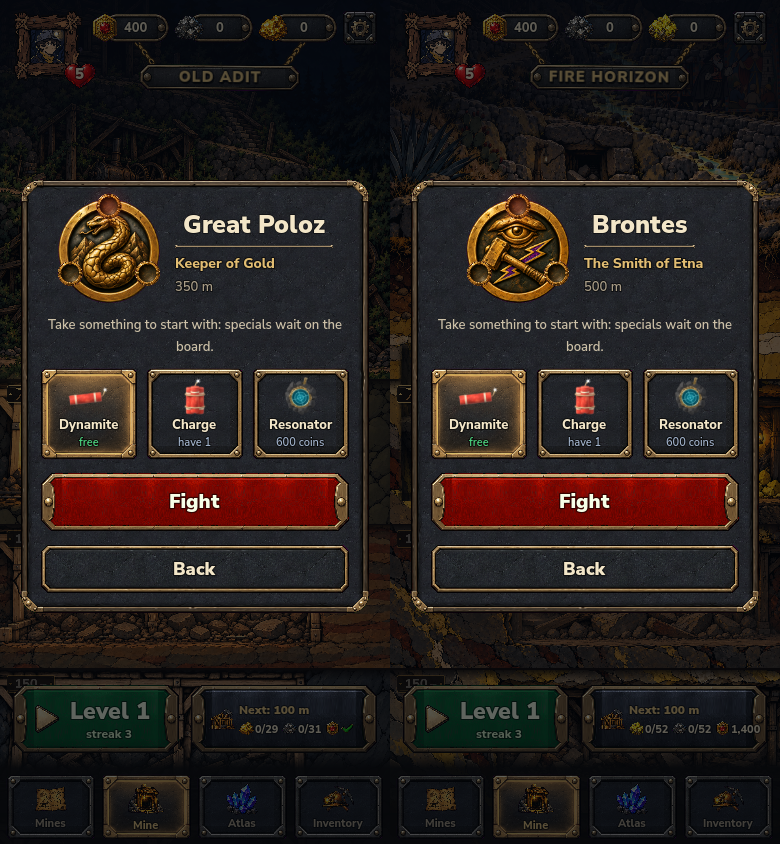 400
0
0
5
OLD ADIT
Great Poloz
Keeper of Gold
350 m
Take something to start with: specials wait on the
board.
Dynamite
free
Charge
have 1
Resonator
600 coins
Fight
Back
150
Level 1
streak 3
Next: 100 m
0/29 0/31
Mines
Mine
Atlas
Inventory
400
0
0
5
FIRE HORIZON
Brontes
The Smith of Etna
500 m
Take something to start with: specials wait on the
board.
Dynamite
free
Charge
have 1
Resonator
600 coins
Fight
Back
150
Level 1
streak 3
Next: 100 m
0/52 0/52 1,400
Mines
Mine
Atlas
Inventory